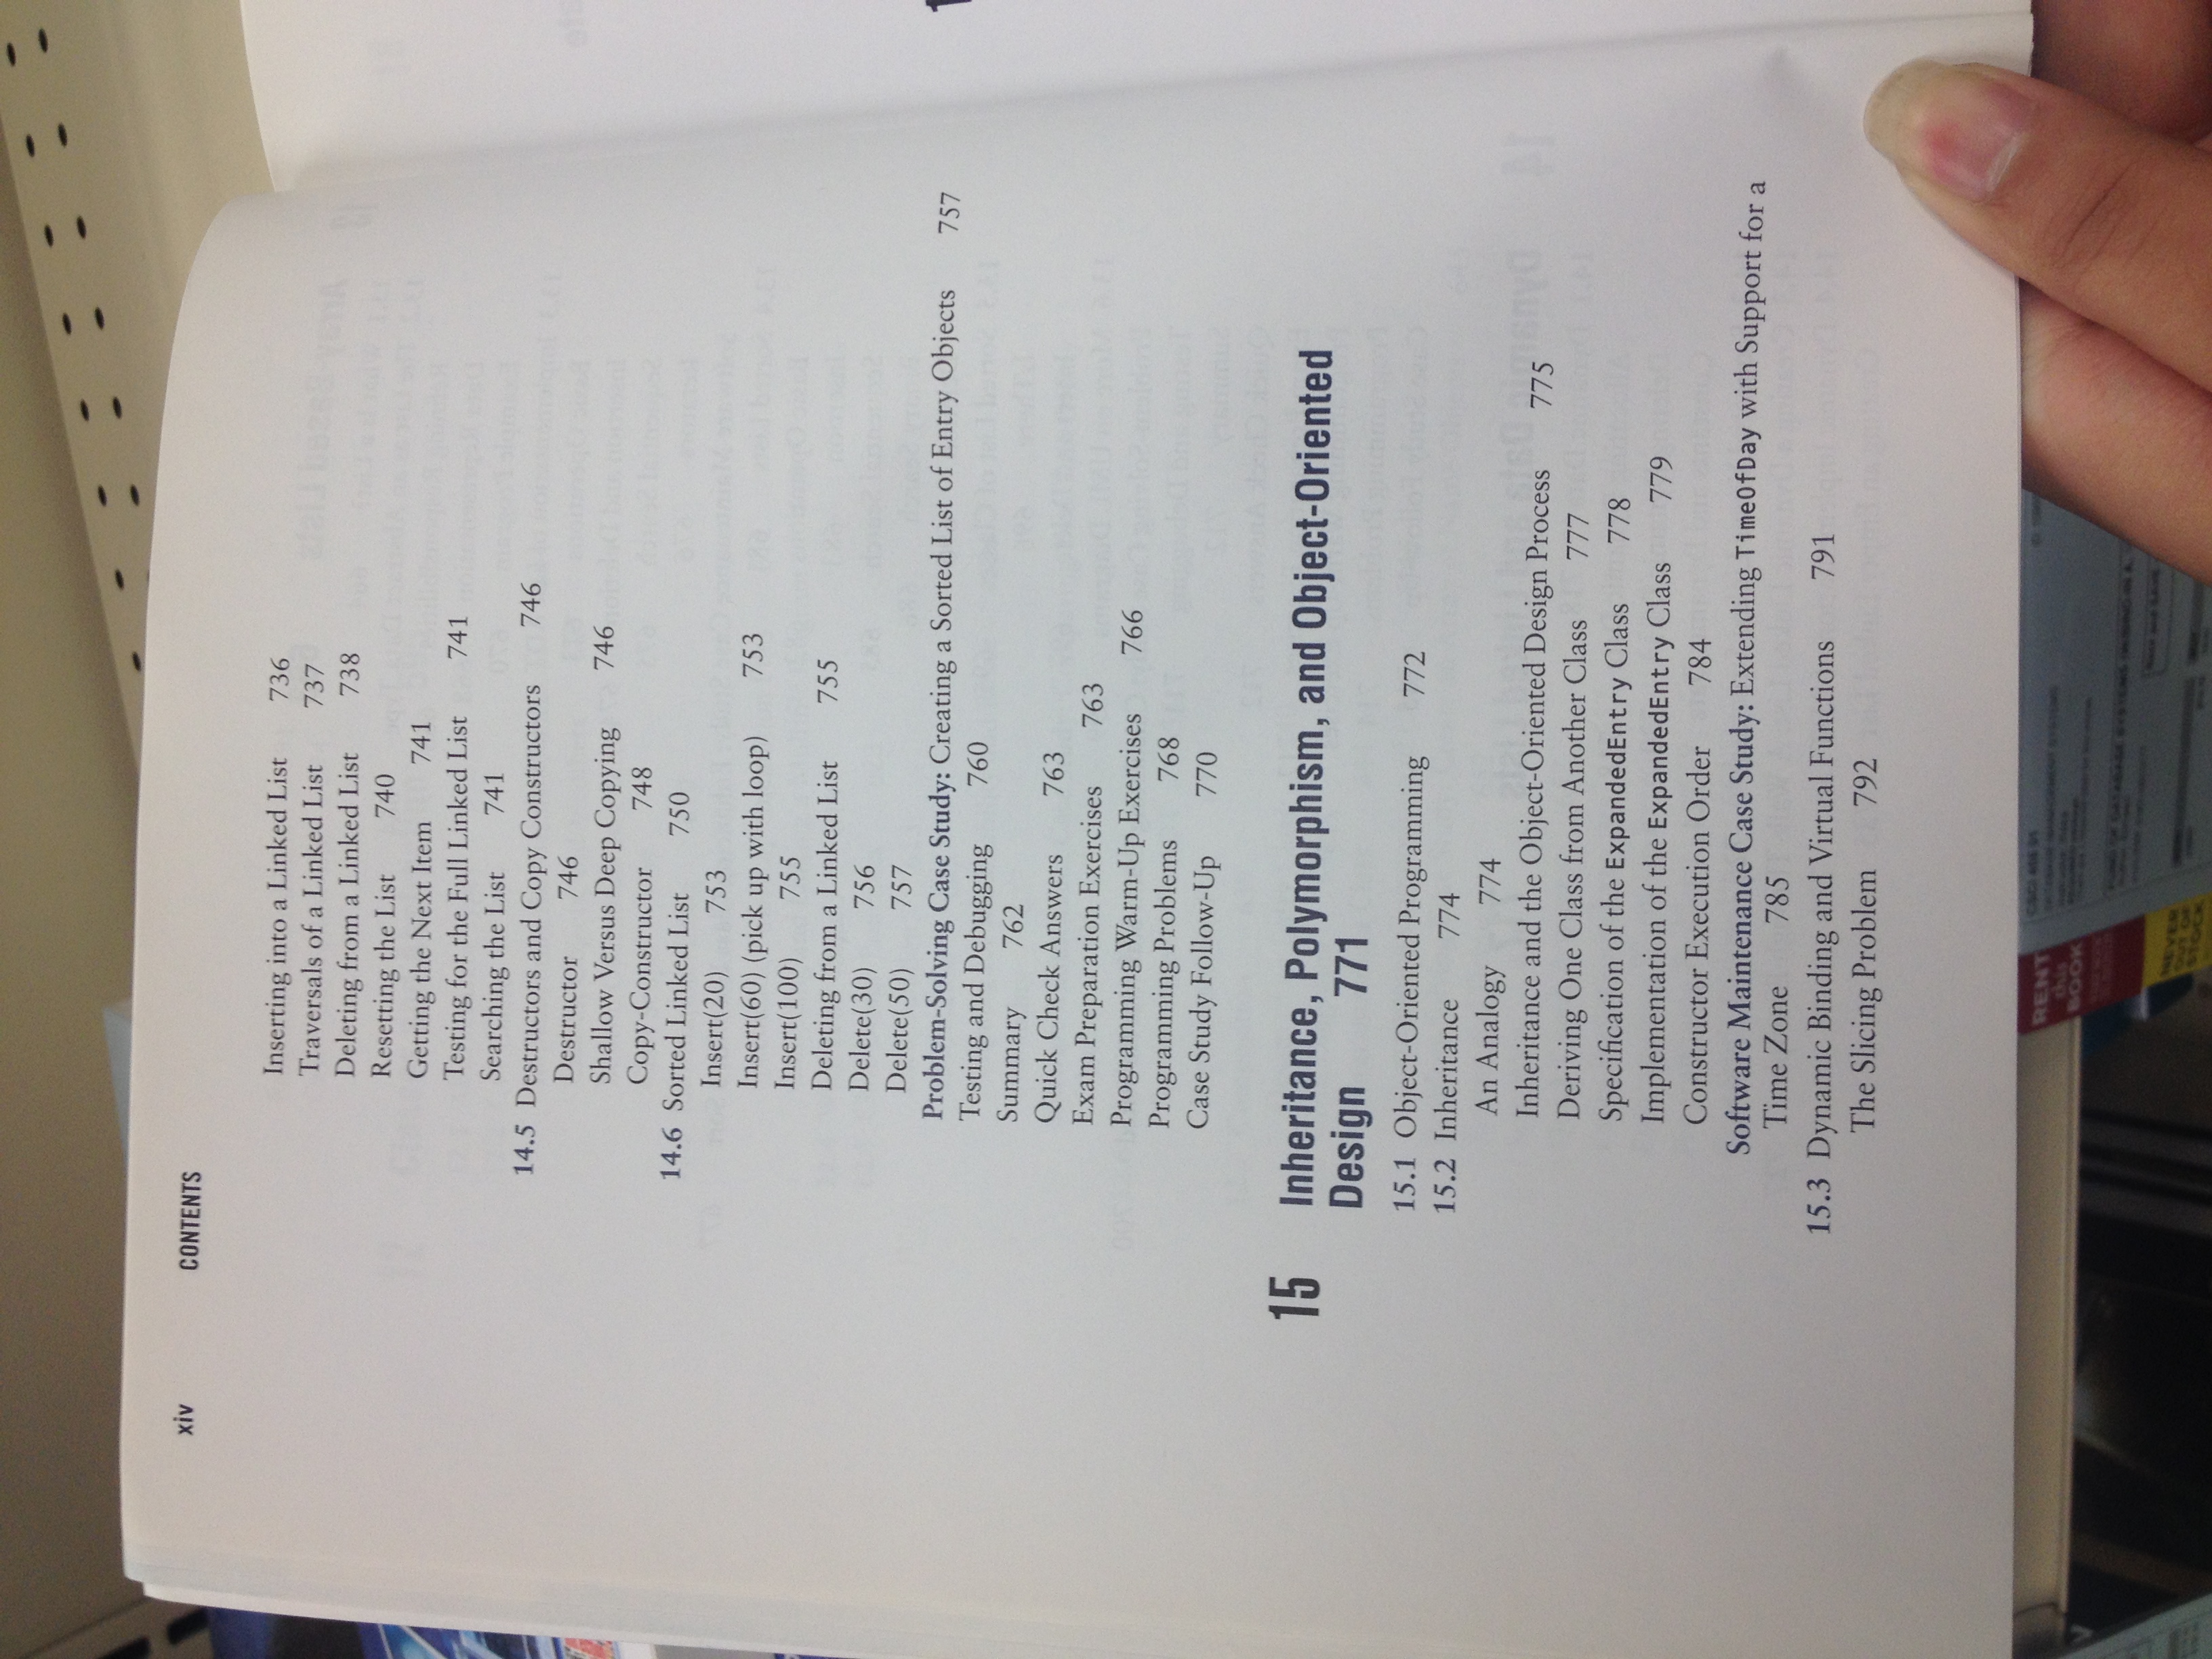 xiv CONTENTS
Inserting into a Linked List 736
Traversals of a Linked List 737
Deleting from a Linked List 738
Resetting the List 740
Getting the Next Item 741
Testing for the Full Linked List 741
Searching the List 741
14.5 Destructors and Copy Constructors 746
Destructor 746
Shallow Versus Deep Copying 746
Copy-Constructor 748
14.6 Sorted Linked List 750
Insert(20) 753
Insert(60) (pick up with loop) 753
Insert(100) 755
Deleting from a Linked List 755
Delete(30) 756
Delete(50) 757
Problem-Solving Case Study: Creating a Sorted List of Entry Objects 757
Testing and Debugging 760
Summary 762
Quick Check Answers 763
Exam Preparation Exercises 763
Programming Warm-Up Exercises 766
Programming Problems 768
Case Study Follow-Up 770
15 Inheritance, Polymorphism, and Object-Oriented
Design 771
15.1 Object-Oriented Programming 772
15.2 Inheritance 774
An Analogy 774
Inheritance and the Object-Oriented Design Process 775
Deriving One Class from Another Class 777
Specification of the ExpandedEntry Class 778
Implementation of the ExpandedEntry Class 779
Constructor Execution Order 784
Software Maintenance Case Study: Extending TimeOfDay with Support for a
Time Zone 785
15.3 Dynamic Binding and Virtual Functions 791
The Slicing Problem 792
RENT
this
BOOK
NEVER
OUT OF
STOCK